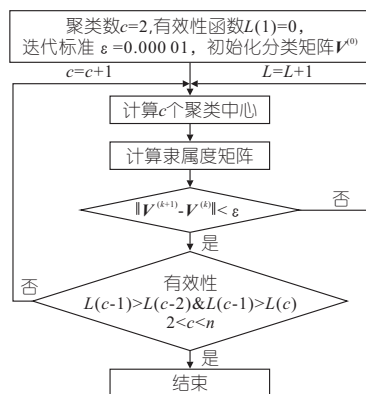 聚类数c=2,有效性函数L(1)=0,
迭代标准 ε=0.000 01，初始化分类矩阵V⁽⁰⁾
c=c+1
L=L+1
计算c个聚类中心
计算隶属度矩阵
‖V⁽ᵏ⁺¹⁾-V⁽ᵏ⁾‖< ε
否
是
否
有效性
L(c-1)>L(c-2)&L(c-1)>L(c)
2<c<n
是
结束